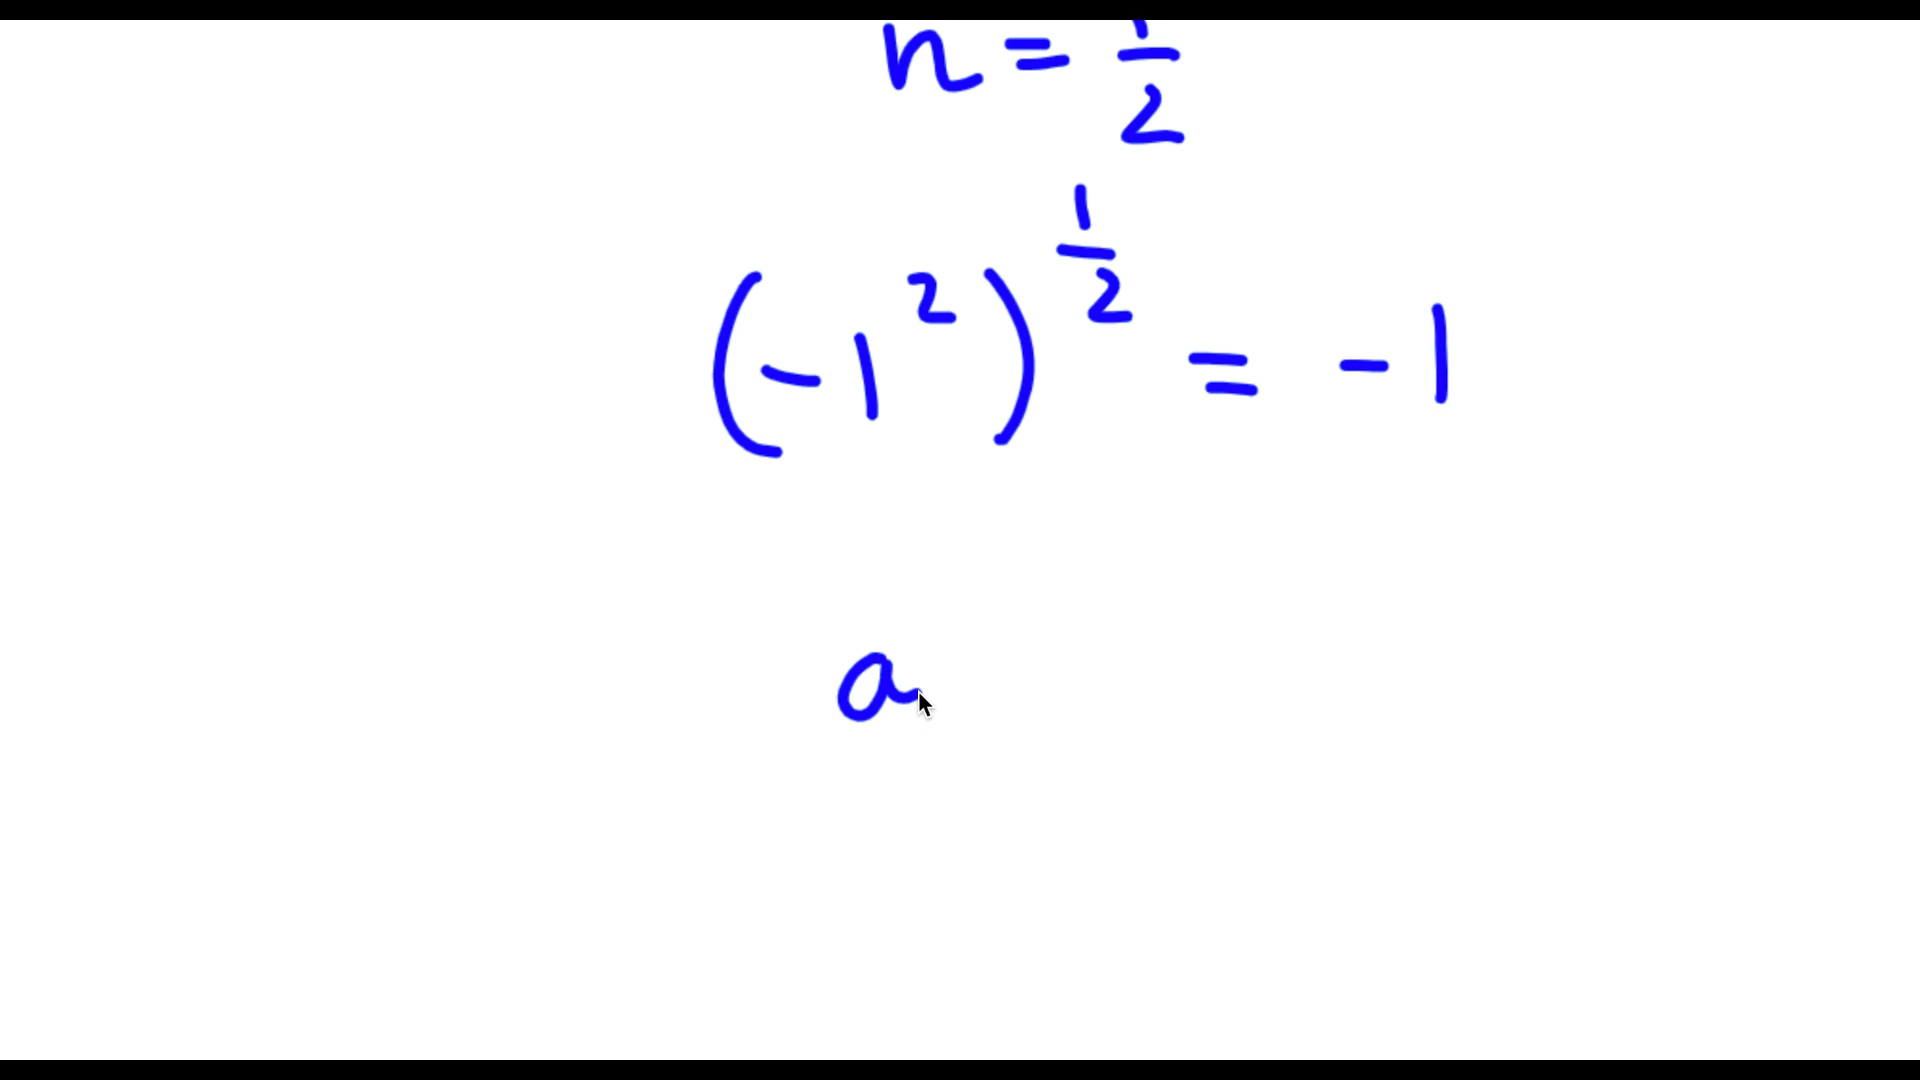 n = 1/2
(-1²)^(1/2) = -1
a